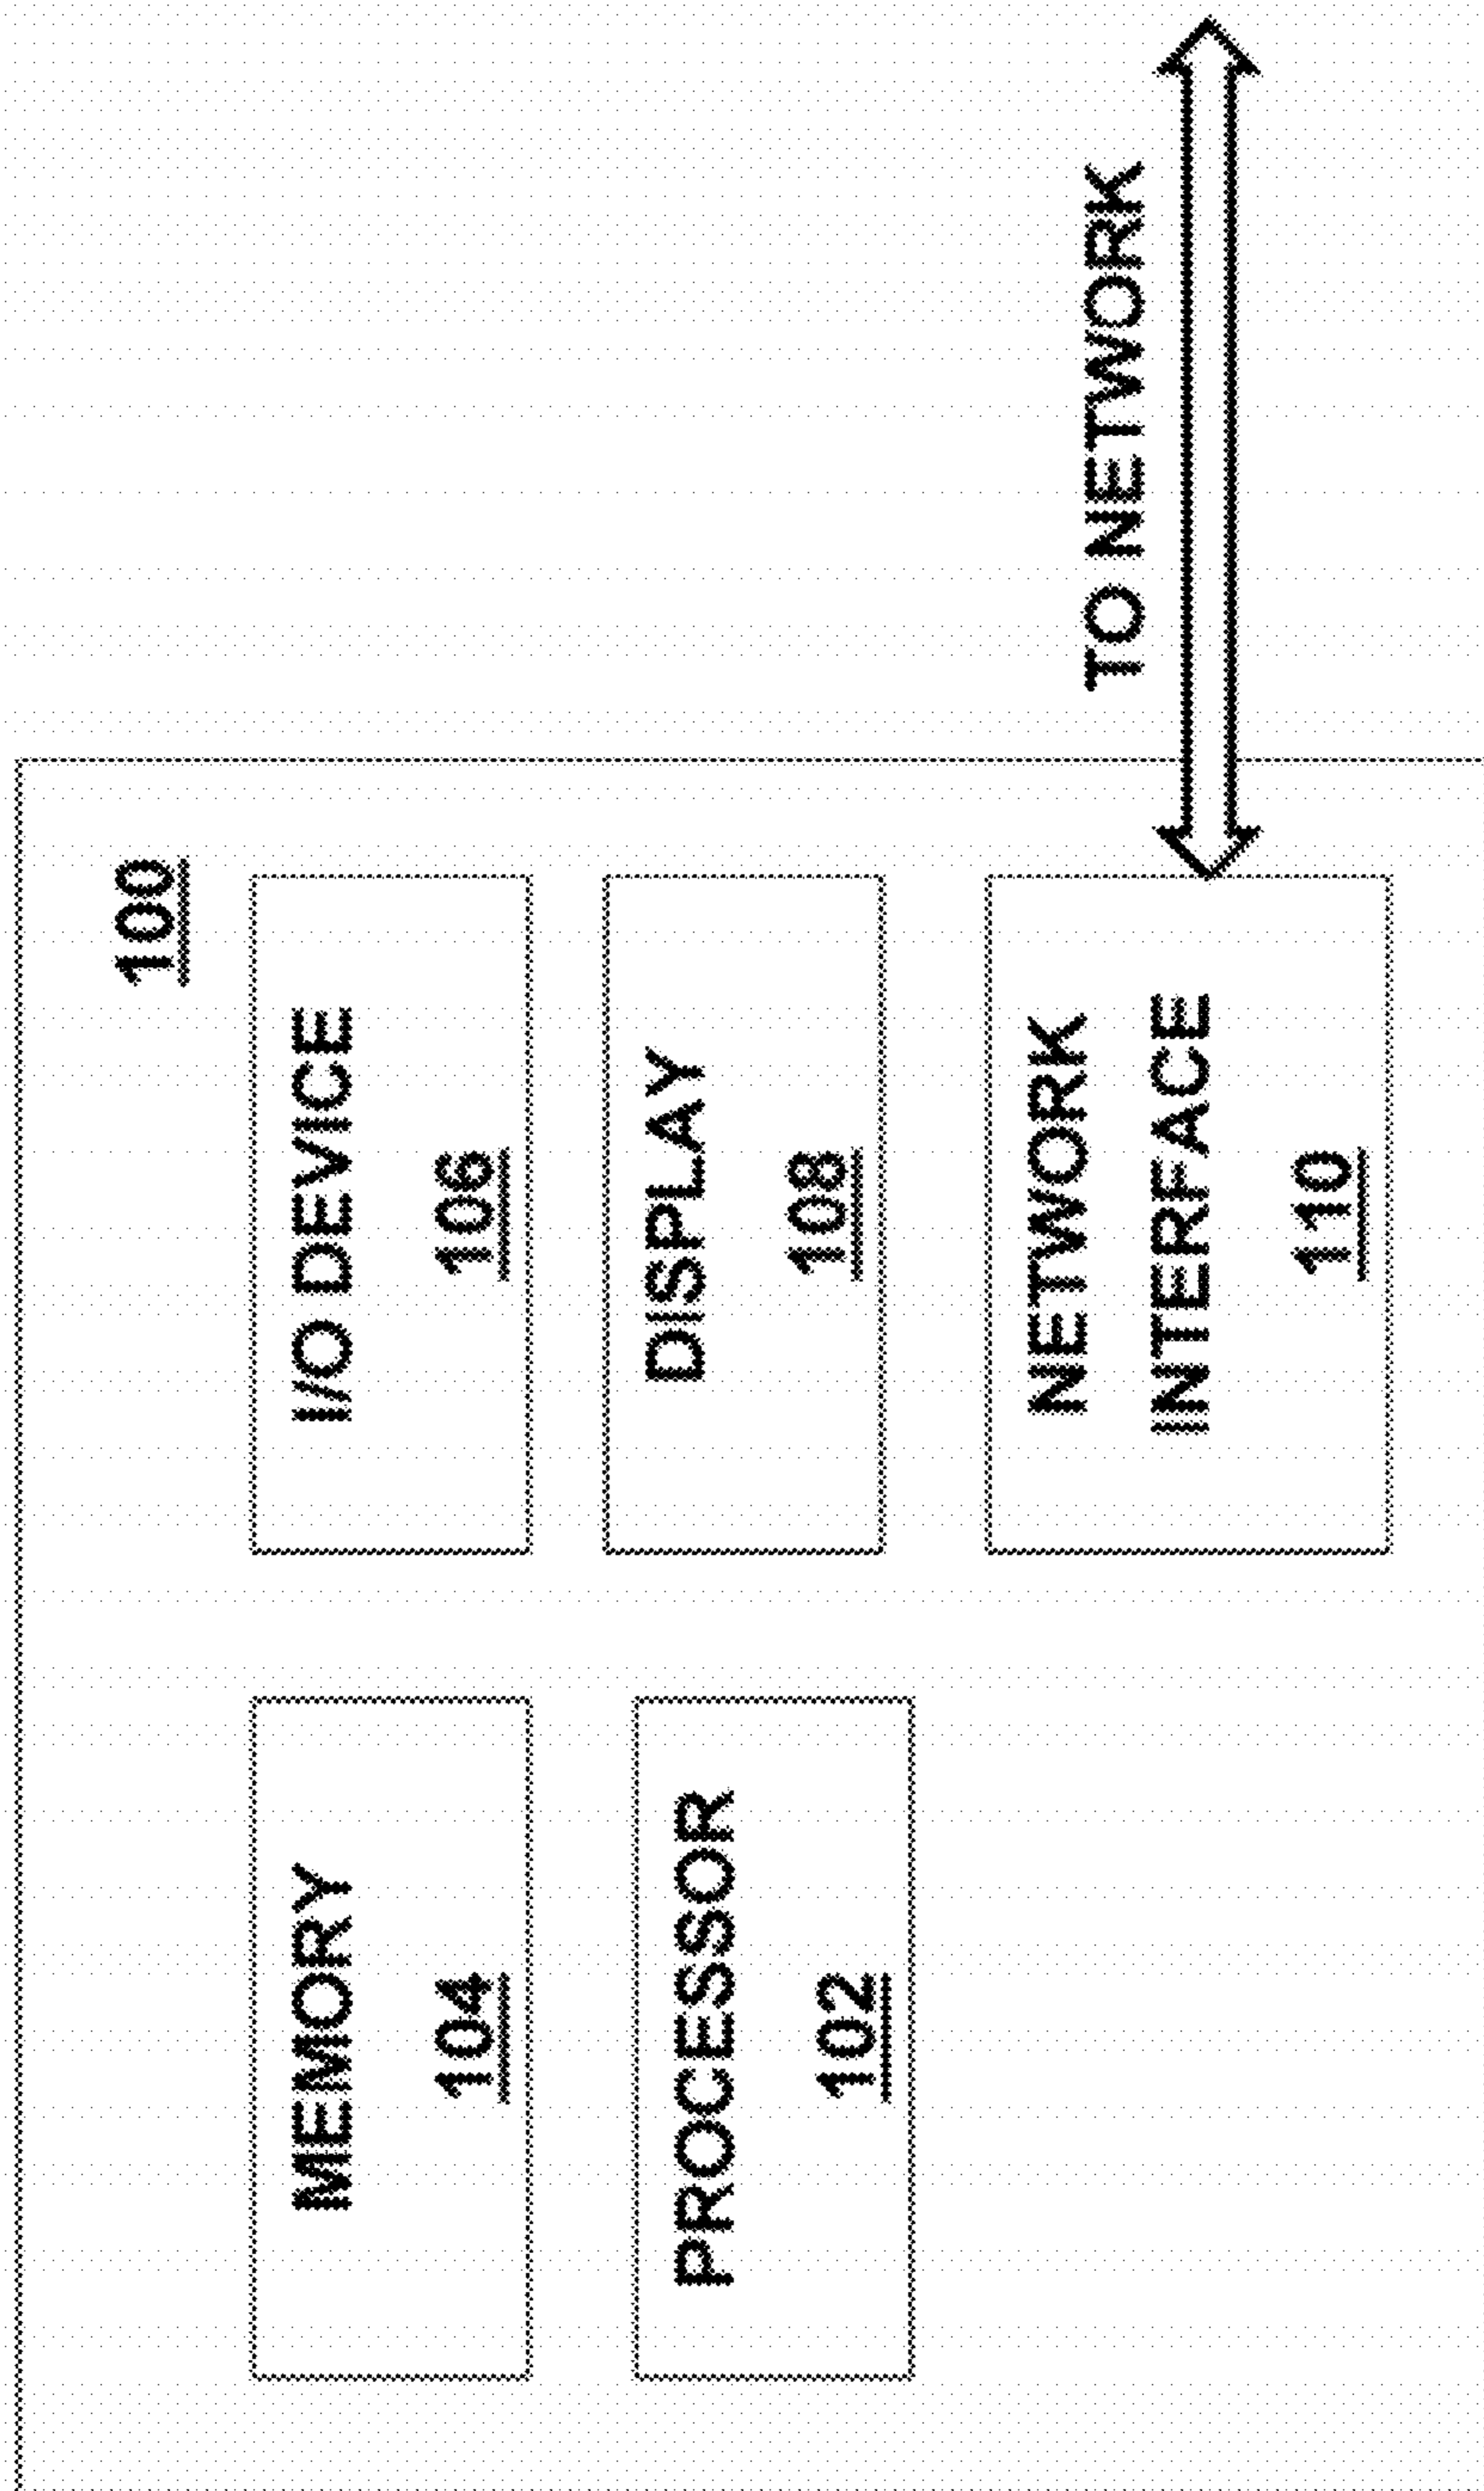 100
MEMORY
104
I/O DEVICE
106
PROCESSOR
102
DISPLAY
108
NETWORK
INTERFACE
110
TO NETWORK